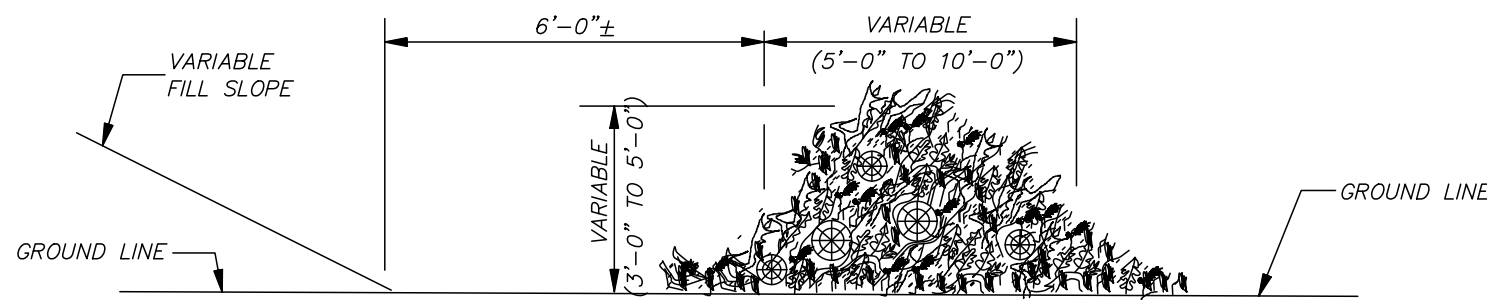 6'-0"±
VARIABLE
(5'-0" TO 10'-0")
VARIABLE
FILL SLOPE
VARIABLE
(3'-0" TO 5'-0")
GROUND LINE
GROUND LINE